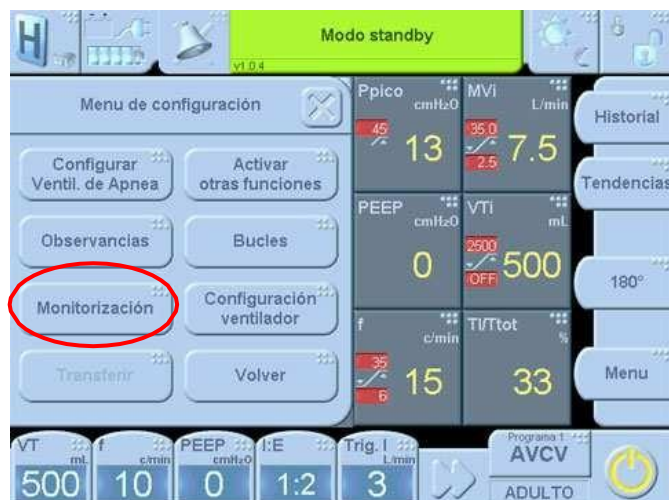 H
Modo standby
v1.0.4
Menu de configuración
Configurar
Ventil. de Apnea
Activar
otras funciones
Observancias
Bucles
Monitorización
Configuración
ventilador
Transferir
Volver
Ppico
cmH2O
45
13
MVi
L/min
35.0
2.5
7.5
PEEP
cmH2O
0
VTi
mL
2500
OFF
500
f
c/min
35
6
15
TI/Ttot
%
33
Historial
Tendencias
180°
Menu
VT
mL
500
f
c/min
10
PEEP
cmH2O
0
I:E
1:2
Trig. I
L/min
3
Programa 1
AVCV
ADULTO